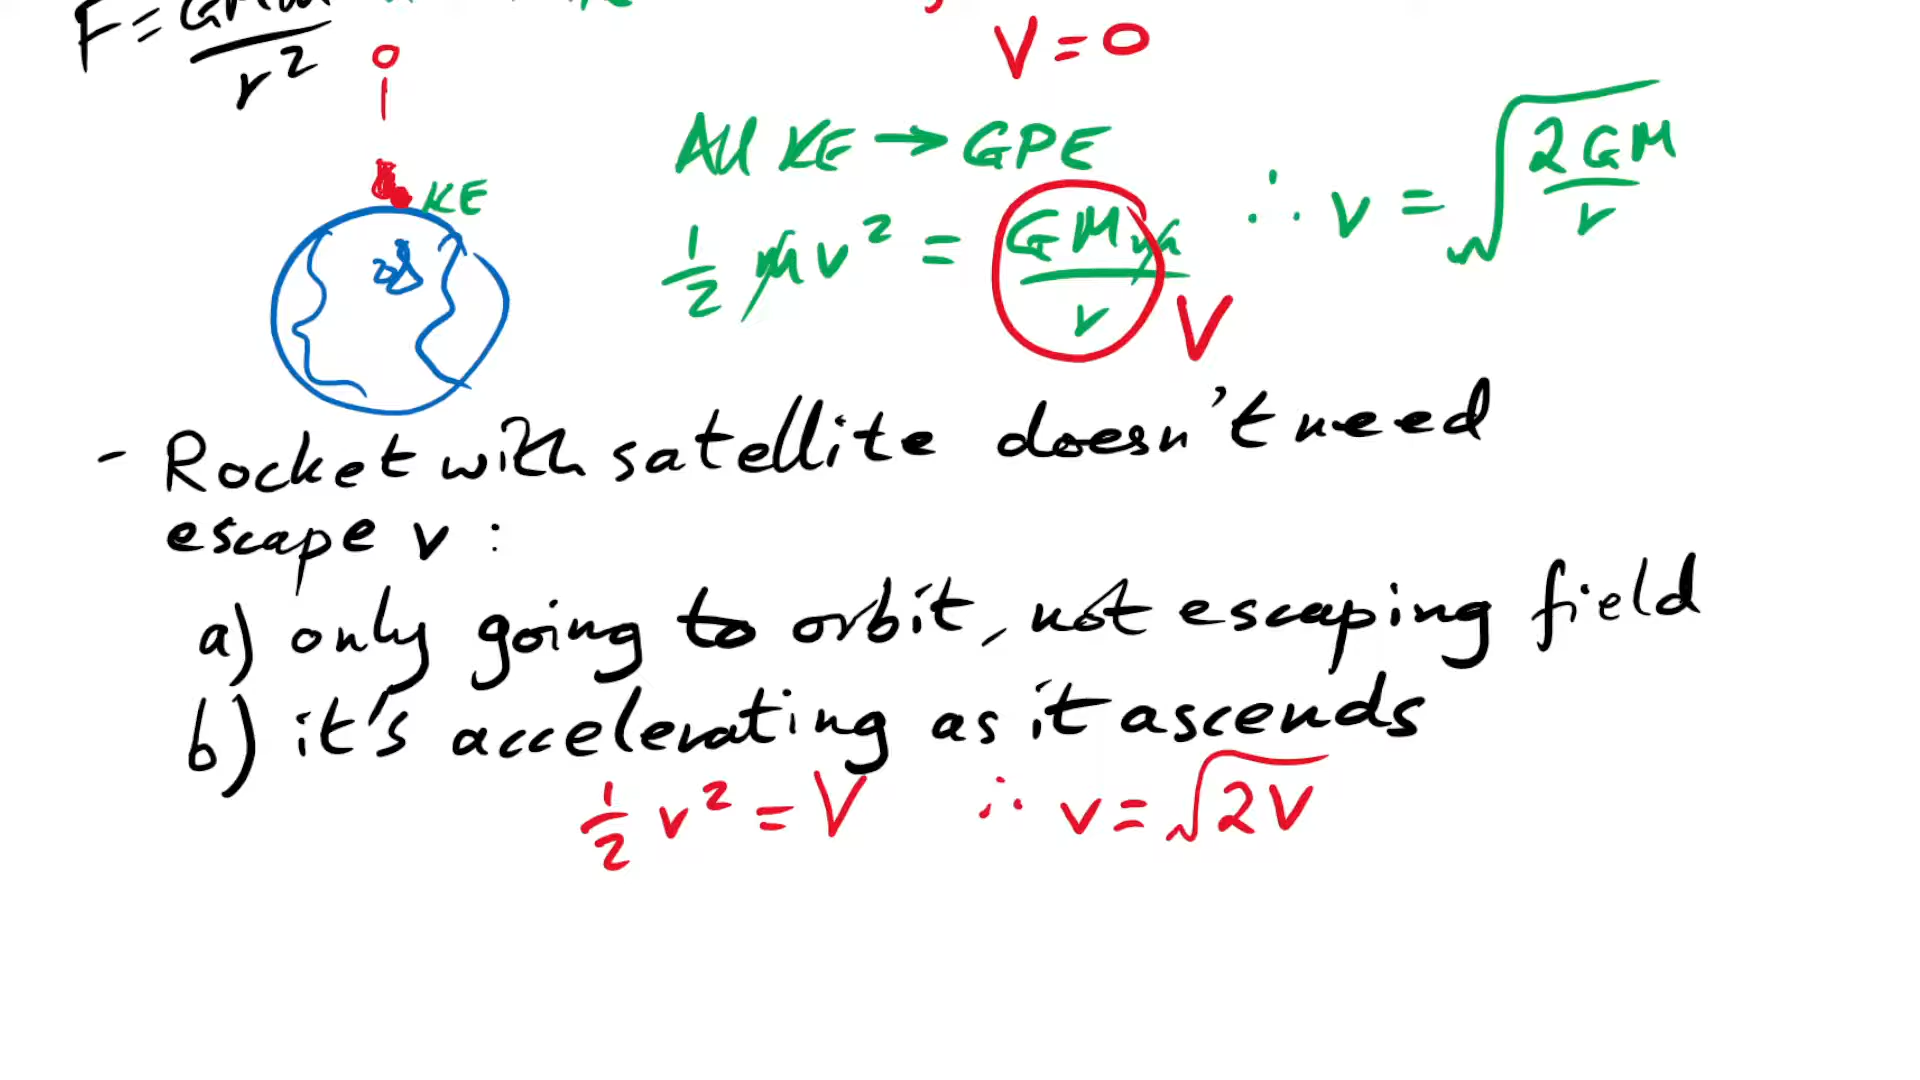 F = GMm/r²
V = 0
All KE → GPE
KE
½ mv² = GMm/r V
∴ v = √(2GM/r)
- Rocket with satellite doesn't need
escape v :
a) only going to orbit, not escaping field
b) it's accelerating as it ascends
½ v² = V ∴ v = √2V